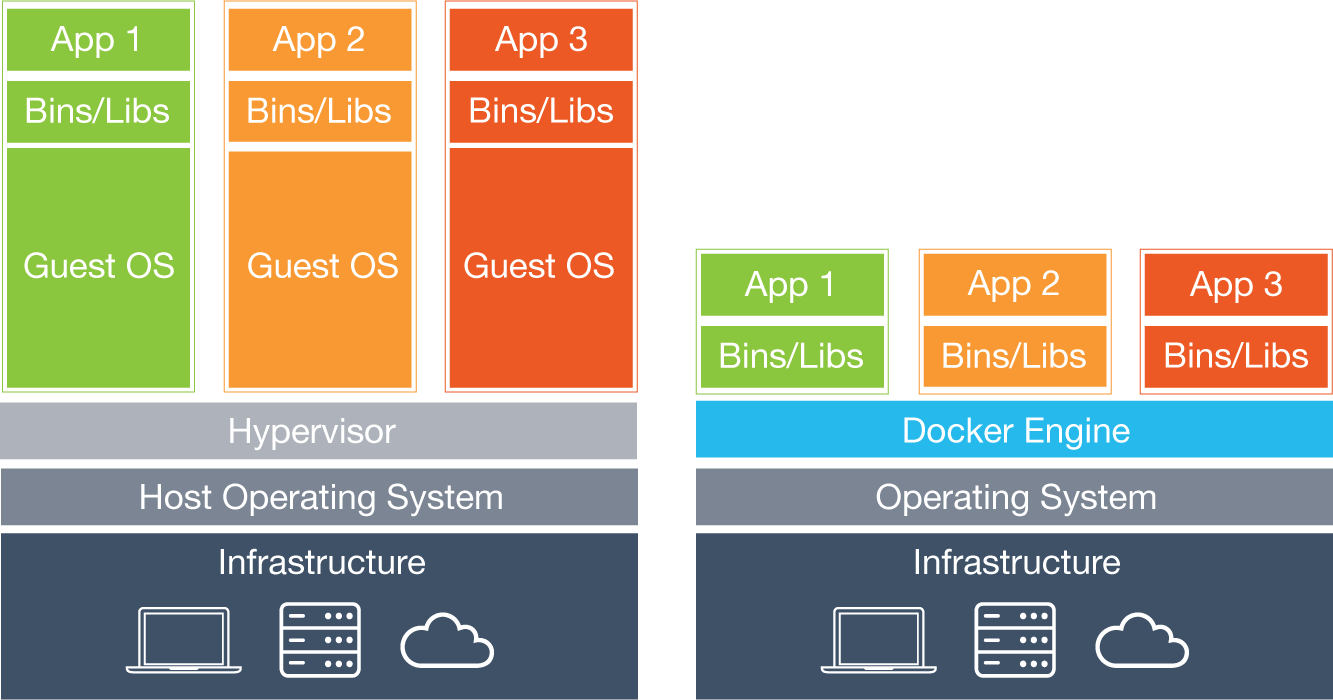 App 1
App 2
App 3
Bins/Libs
Bins/Libs
Bins/Libs
Guest OS
Guest OS
Guest OS
Hypervisor
Host Operating System
Infrastructure
App 1
App 2
App 3
Bins/Libs
Bins/Libs
Bins/Libs
Docker Engine
Operating System
Infrastructure